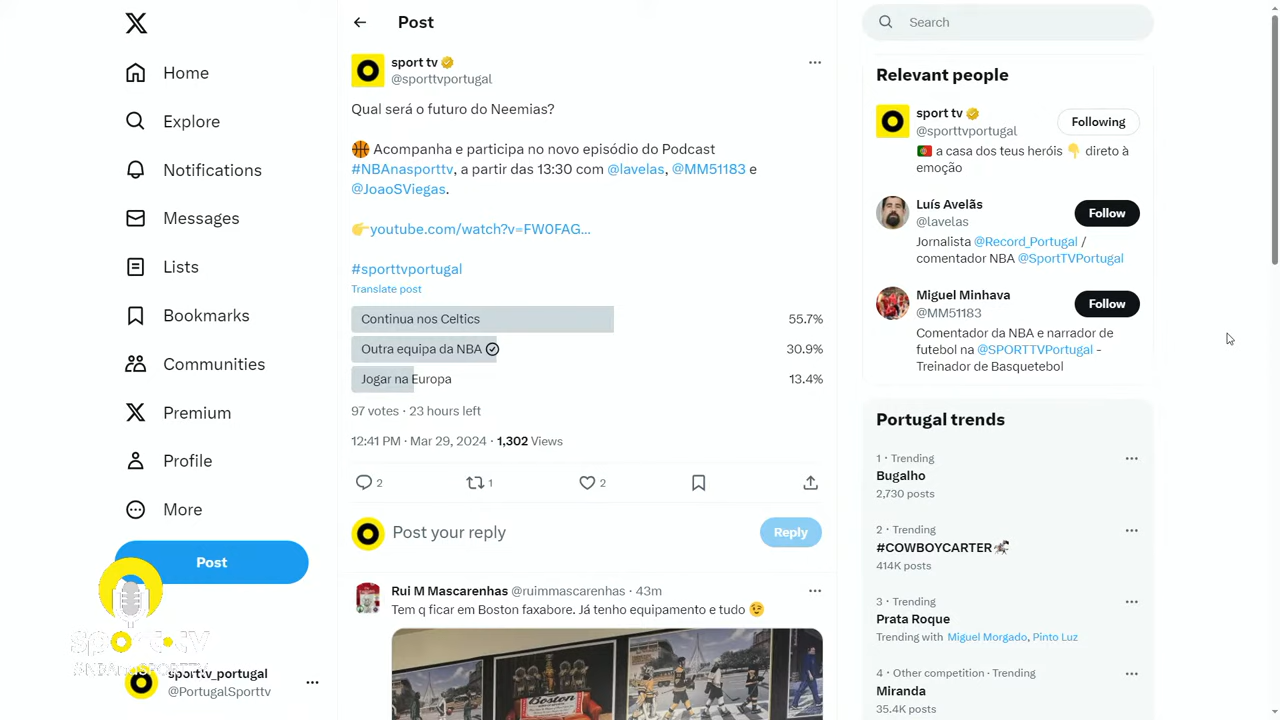 Home
Explore
Notifications
Messages
Lists
Bookmarks
Communities
Premium
Profile
More
Post
sport tv
#NBAnaSPORTTV
sporttv_portugal
@PortugalSporttv
Post
sport tv
@sporttvportugal
Qual será o futuro do Neemias?
🏀 Acompanha e participa no novo episódio do Podcast
#NBAnasporttv, a partir das 13:30 com @lavelas, @MM51183 e
@JoaoSViegas.
👉youtube.com/watch?v=FW0FAG...
#sporttvportugal
Translate post
Continua nos Celtics 55.7%
Outra equipa da NBA 30.9%
Jogar na Europa 13.4%
97 votes · 23 hours left
12:41 PM · Mar 29, 2024 · 1,302 Views
2 1 2
Post your reply
Reply
Rui M Mascarenhas @ruimmascarenhas · 43m
Tem q ficar em Boston faxabore. Já tenho equipamento e tudo 😉
Boston
Search
Relevant people
sport tv
@sporttvportugal
Following
🇵🇹 a casa dos teus heróis 👇 direto à
emoção
Luís Avelãs
@lavelas
Follow
Jornalista @Record_Portugal /
comentador NBA @SportTVPortugal
Miguel Minhava
@MM51183
Follow
Comentador da NBA e narrador de
futebol na @SPORTTVPortugal -
Treinador de Basquetebol
Portugal trends
1 · Trending
Bugalho
2,730 posts
2 · Trending
#COWBOYCARTER
414K posts
3 · Trending
Prata Roque
Trending with Miguel Morgado, Pinto Luz
4 · Other competition · Trending
Miranda
35.4K posts